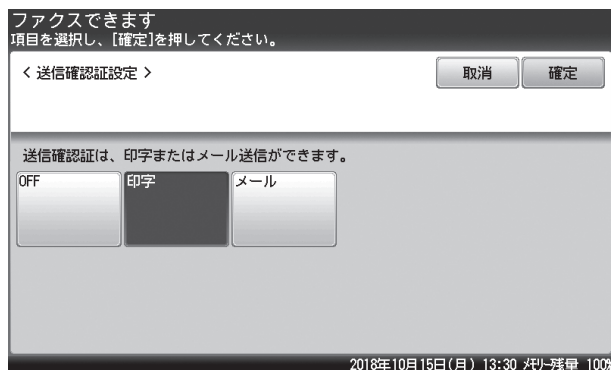 ファクスできます
項目を選択し、[確定]を押してください。
< 送信確認証設定 > 取消 確定
送信確認証は、印字またはメール送信ができます。
OFF 印字 メール
2018年10月15日(月) 13:30 メモリー残量 100%